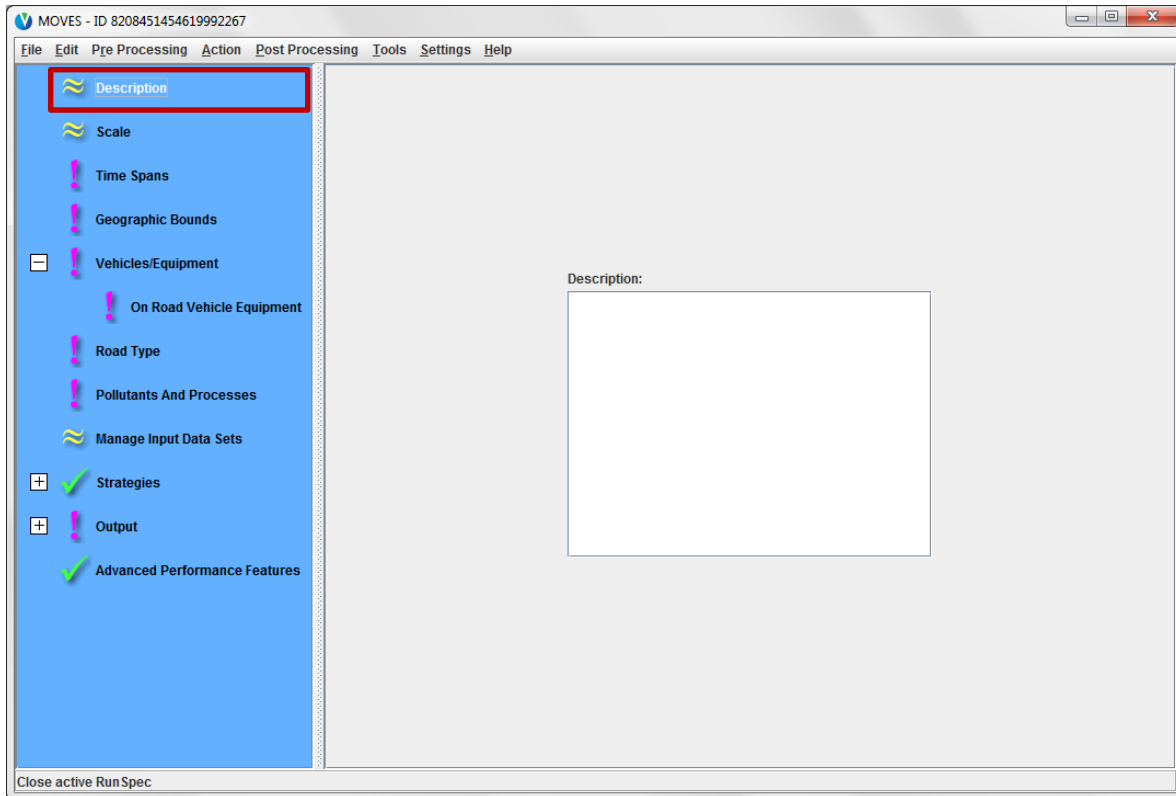 MOVES - ID 8208451454619992267
File Edit Pre Processing Action Post Processing Tools Settings Help
Description
Scale
Time Spans
Geographic Bounds
Vehicles/Equipment
On Road Vehicle Equipment
Road Type
Pollutants And Processes
Manage Input Data Sets
Strategies
Output
Advanced Performance Features
Description:
Close active RunSpec